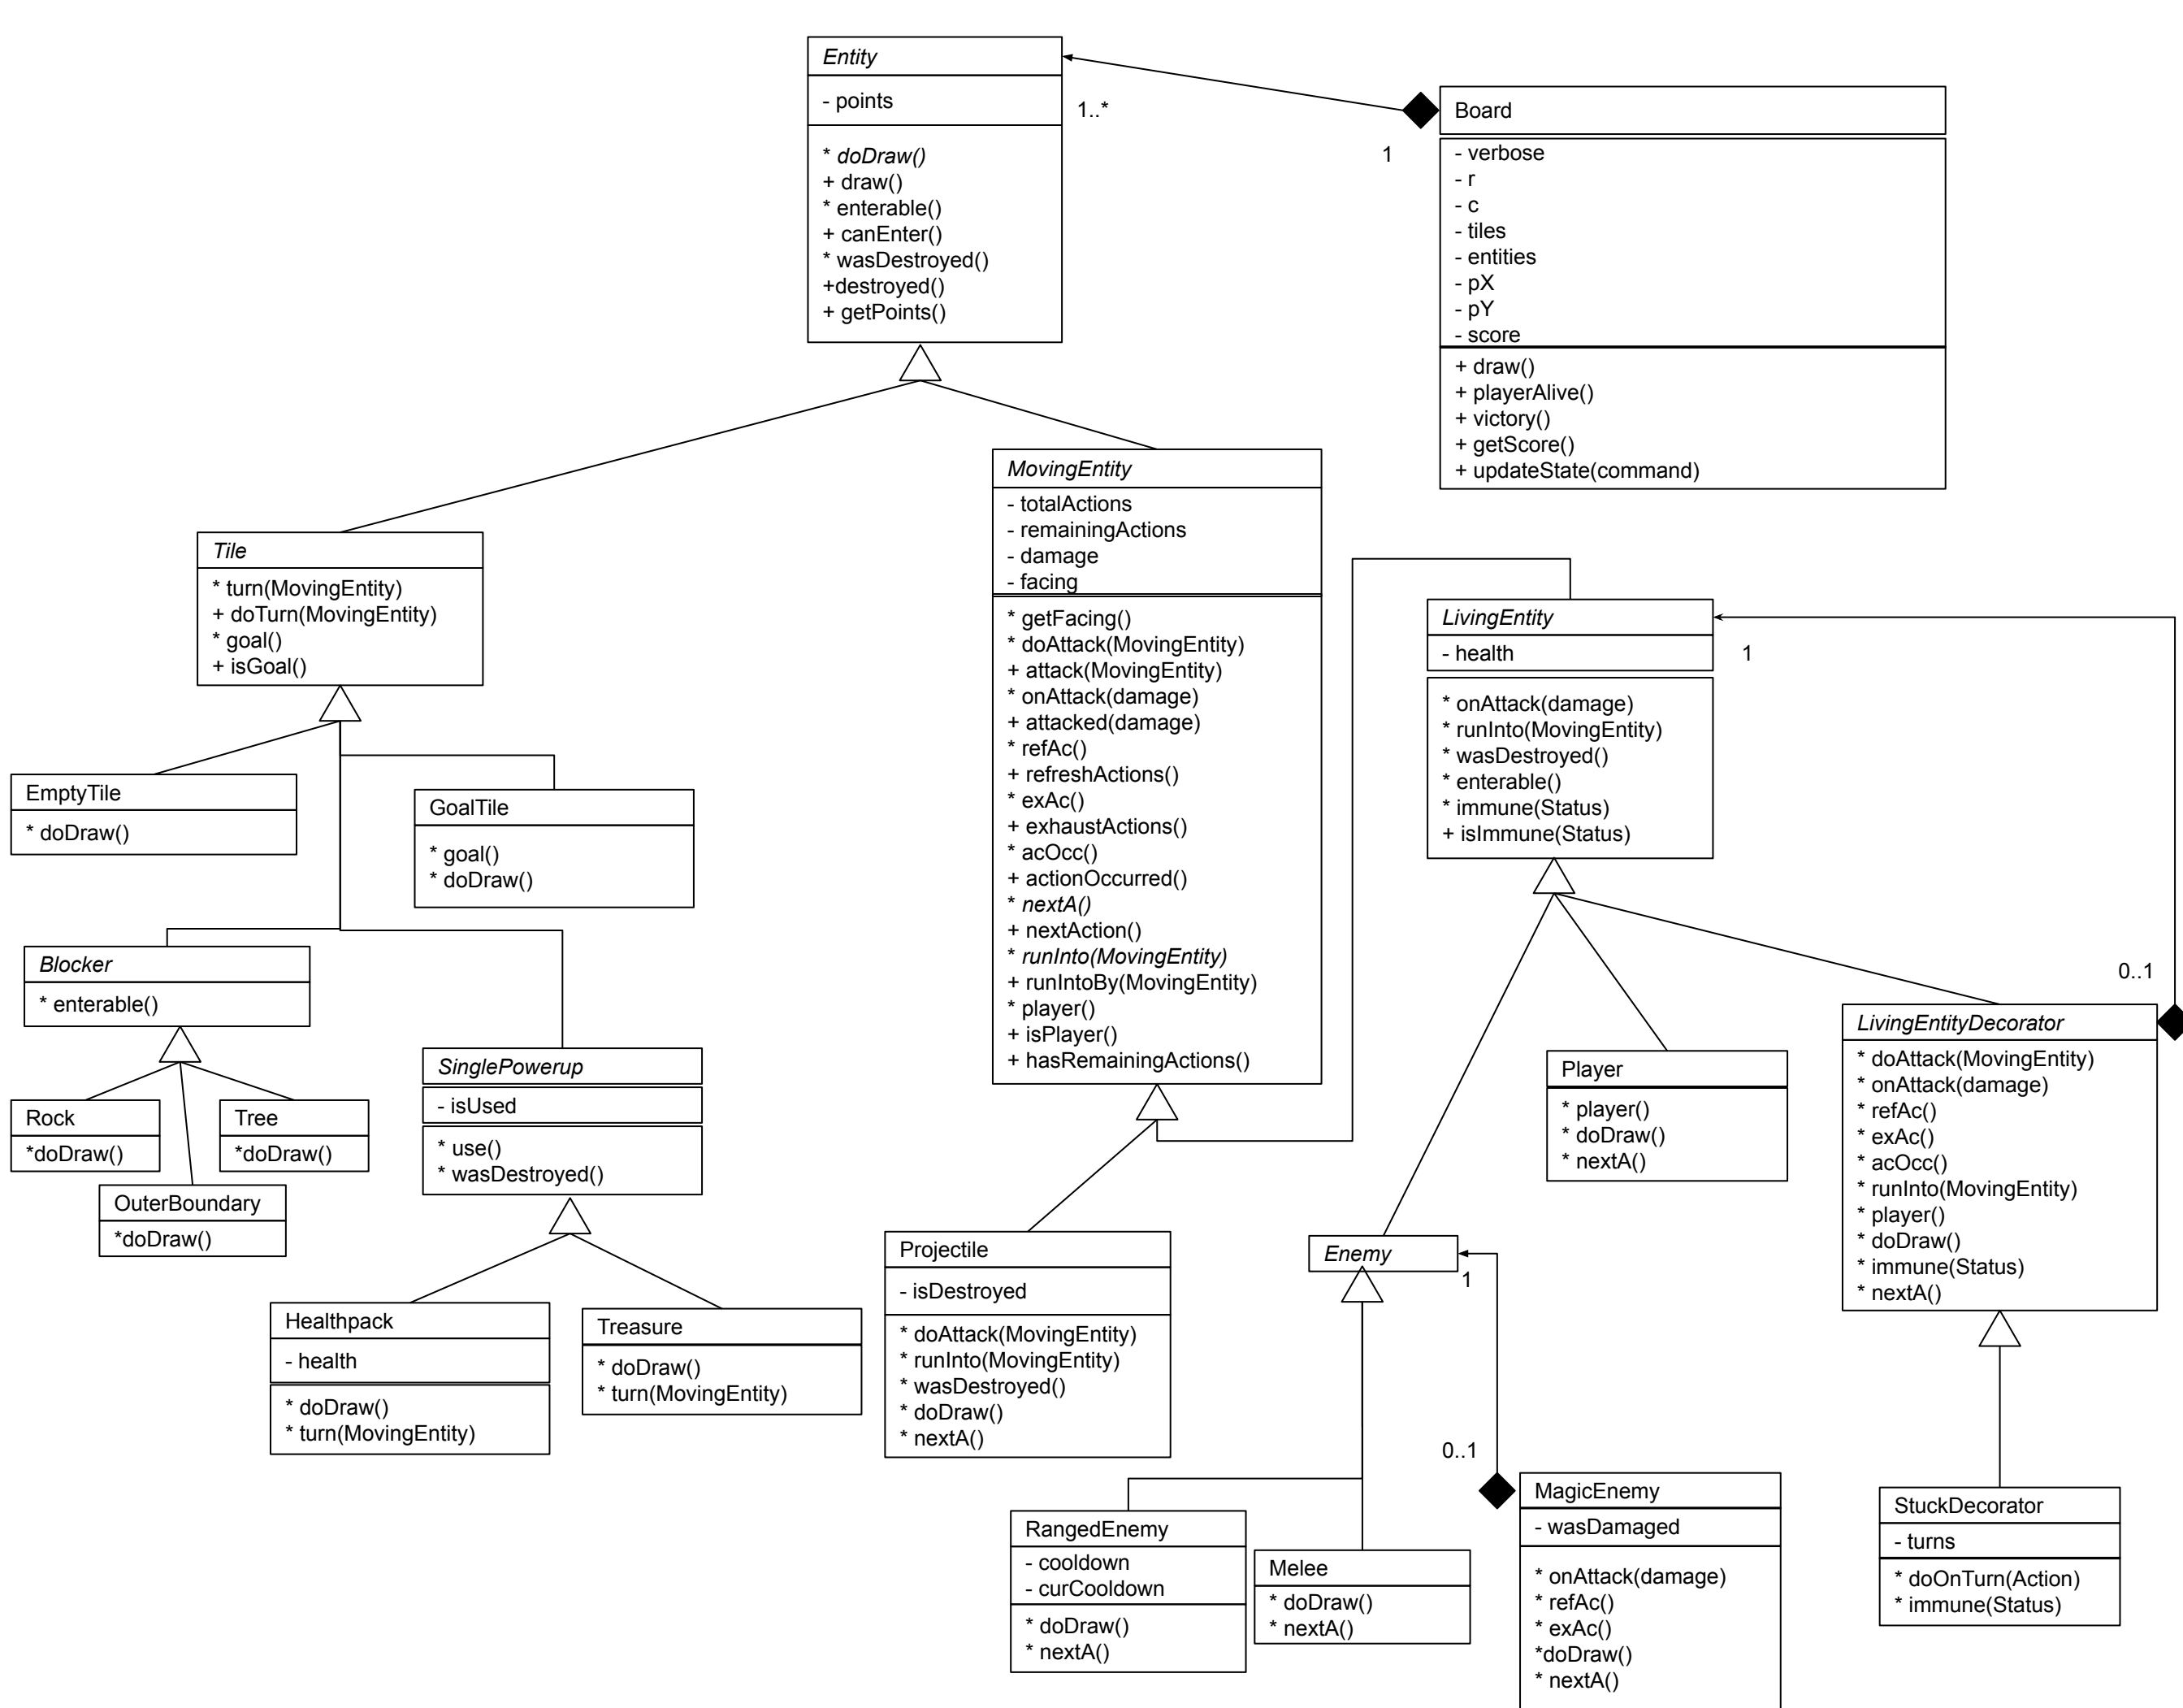 Entity
- points
* doDraw()
+ draw()
* enterable()
+ canEnter()
* wasDestroyed()
+destroyed()
+ getPoints()
1..*
1
Board
- verbose
- r
- c
- tiles
- entities
- pX
- pY
- score
+ draw()
+ playerAlive()
+ victory()
+ getScore()
+ updateState(command)
Tile
* turn(MovingEntity)
+ doTurn(MovingEntity)
* goal()
+ isGoal()
MovingEntity
- totalActions
- remainingActions
- damage
- facing
* getFacing()
* doAttack(MovingEntity)
+ attack(MovingEntity)
* onAttack(damage)
+ attacked(damage)
* refAc()
+ refreshActions()
* exAc()
+ exhaustActions()
* acOcc()
+ actionOccurred()
* nextA()
+ nextAction()
* runInto(MovingEntity)
+ runIntoBy(MovingEntity)
* player()
+ isPlayer()
+ hasRemainingActions()
LivingEntity
- health
* onAttack(damage)
* runInto(MovingEntity)
* wasDestroyed()
* enterable()
* immune(Status)
+ isImmune(Status)
1
0..1
EmptyTile
* doDraw()
GoalTile
* goal()
* doDraw()
Blocker
* enterable()
Rock
*doDraw()
Tree
*doDraw()
OuterBoundary
*doDraw()
SinglePowerup
- isUsed
* use()
* wasDestroyed()
Healthpack
- health
* doDraw()
* turn(MovingEntity)
Treasure
* doDraw()
* turn(MovingEntity)
Projectile
- isDestroyed
* doAttack(MovingEntity)
* runInto(MovingEntity)
* wasDestroyed()
* doDraw()
* nextA()
Player
* player()
* doDraw()
* nextA()
LivingEntityDecorator
* doAttack(MovingEntity)
* onAttack(damage)
* refAc()
* exAc()
* acOcc()
* runInto(MovingEntity)
* player()
* doDraw()
* immune(Status)
* nextA()
Enemy
1
0..1
RangedEnemy
- cooldown
- curCooldown
* doDraw()
* nextA()
Melee
* doDraw()
* nextA()
MagicEnemy
- wasDamaged
* onAttack(damage)
* refAc()
* exAc()
*doDraw()
* nextA()
StuckDecorator
- turns
* doOnTurn(Action)
* immune(Status)